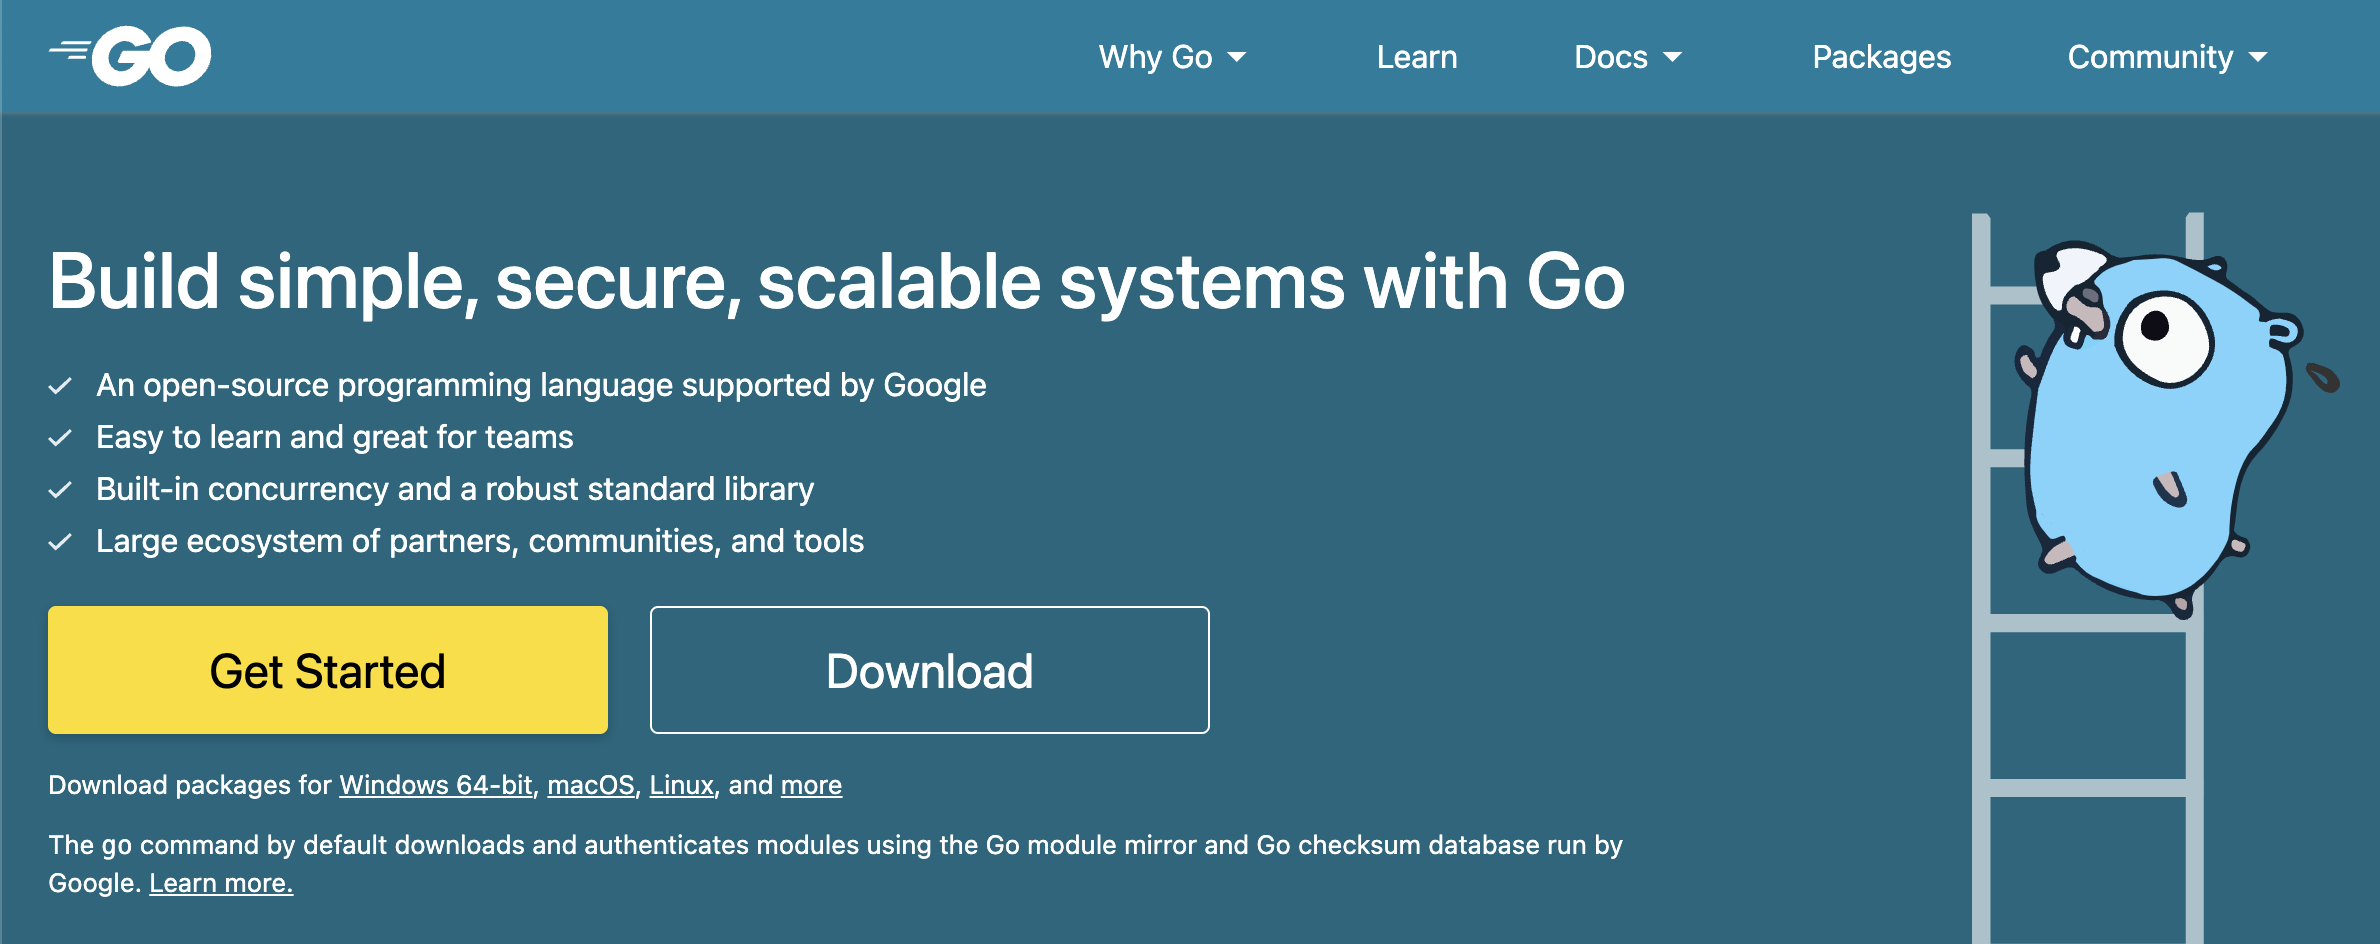 GO
Why Go
Learn
Docs
Packages
Community
Build simple, secure, scalable systems with Go
An open-source programming language supported by Google
Easy to learn and great for teams
Built-in concurrency and a robust standard library
Large ecosystem of partners, communities, and tools
Get Started
Download
Download packages for Windows 64-bit, macOS, Linux, and more
The go command by default downloads and authenticates modules using the Go module mirror and Go checksum database run by
Google. Learn more.